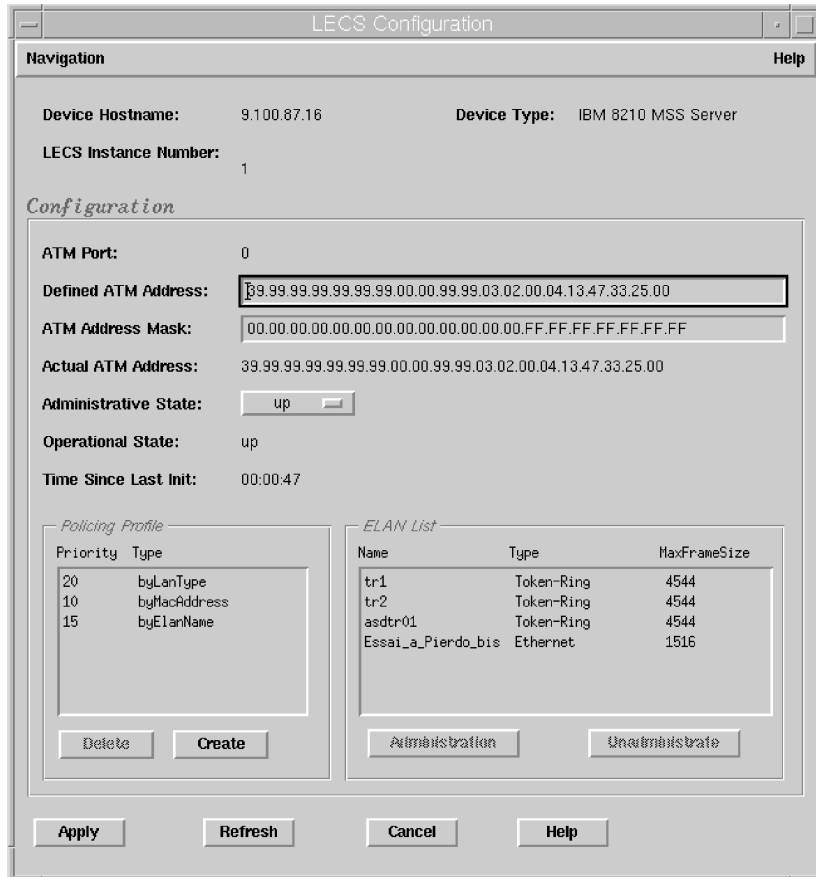 LECS Configuration
Navigation Help
Device Hostname: 9.100.87.16 Device Type: IBM 8210 MSS Server
LECS Instance Number: 1
Configuration
ATM Port: 0
Defined ATM Address: 39.99.99.99.99.99.99.00.00.99.99.03.02.00.04.13.47.33.25.00
ATM Address Mask: 00.00.00.00.00.00.00.00.00.00.00.00.00.FF.FF.FF.FF.FF.FF.FF
Actual ATM Address: 39.99.99.99.99.99.99.00.00.99.99.03.02.00.04.13.47.33.25.00
Administrative State: up
Operational State: up
Time Since Last Init: 00:00:47
Policing Profile
Priority Type
20 byLanType
10 byMacAddress
15 byElanName
Delete Create
ELAN List
Name Type MaxFrameSize
tr1 Token-Ring 4544
tr2 Token-Ring 4544
asdtr01 Token-Ring 4544
Essai_a_Pierdo_bis Ethernet 1516
Administration Unadministrate
Apply Refresh Cancel Help